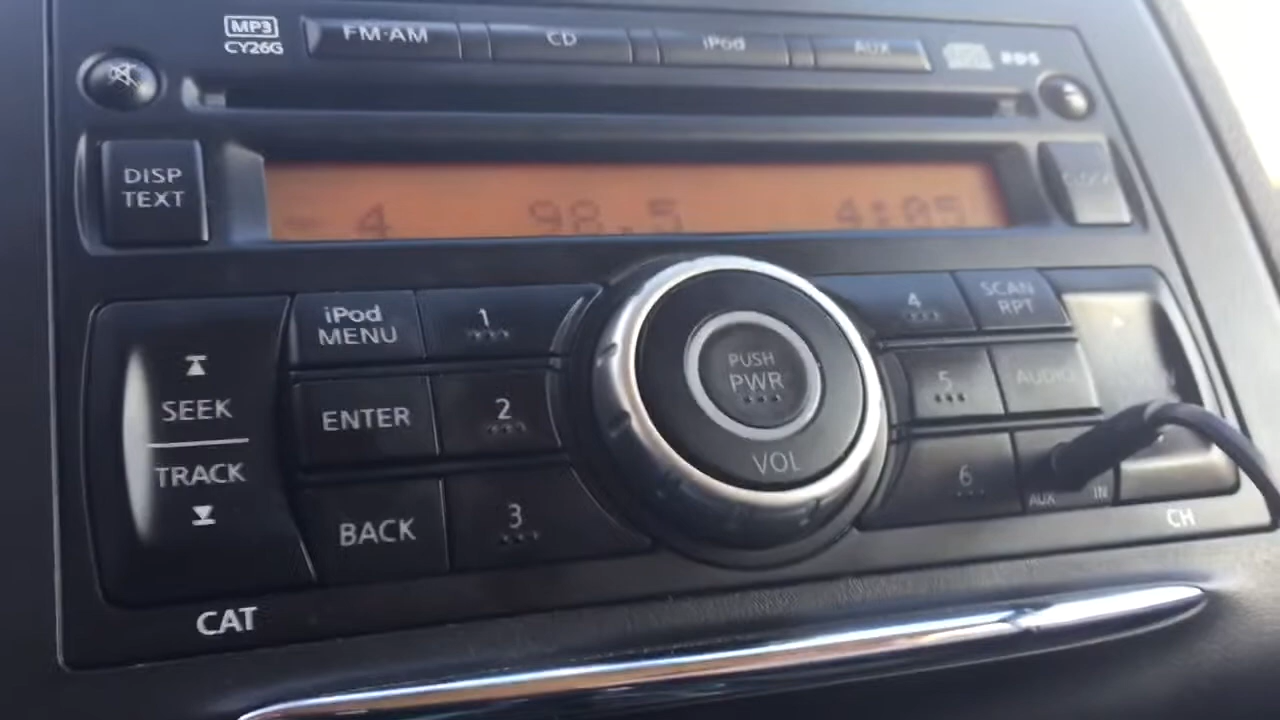 MP3
CY26G
FM·AM
CD
iPod
AUX
RDS
DISP
TEXT
4 98.5 4:05
iPod
MENU
1
4
SCAN
RPT
SEEK
TRACK
ENTER
2
PUSH
PWR
VOL
5
AUDIO
BACK
3
6
AUX IN
CH
CAT